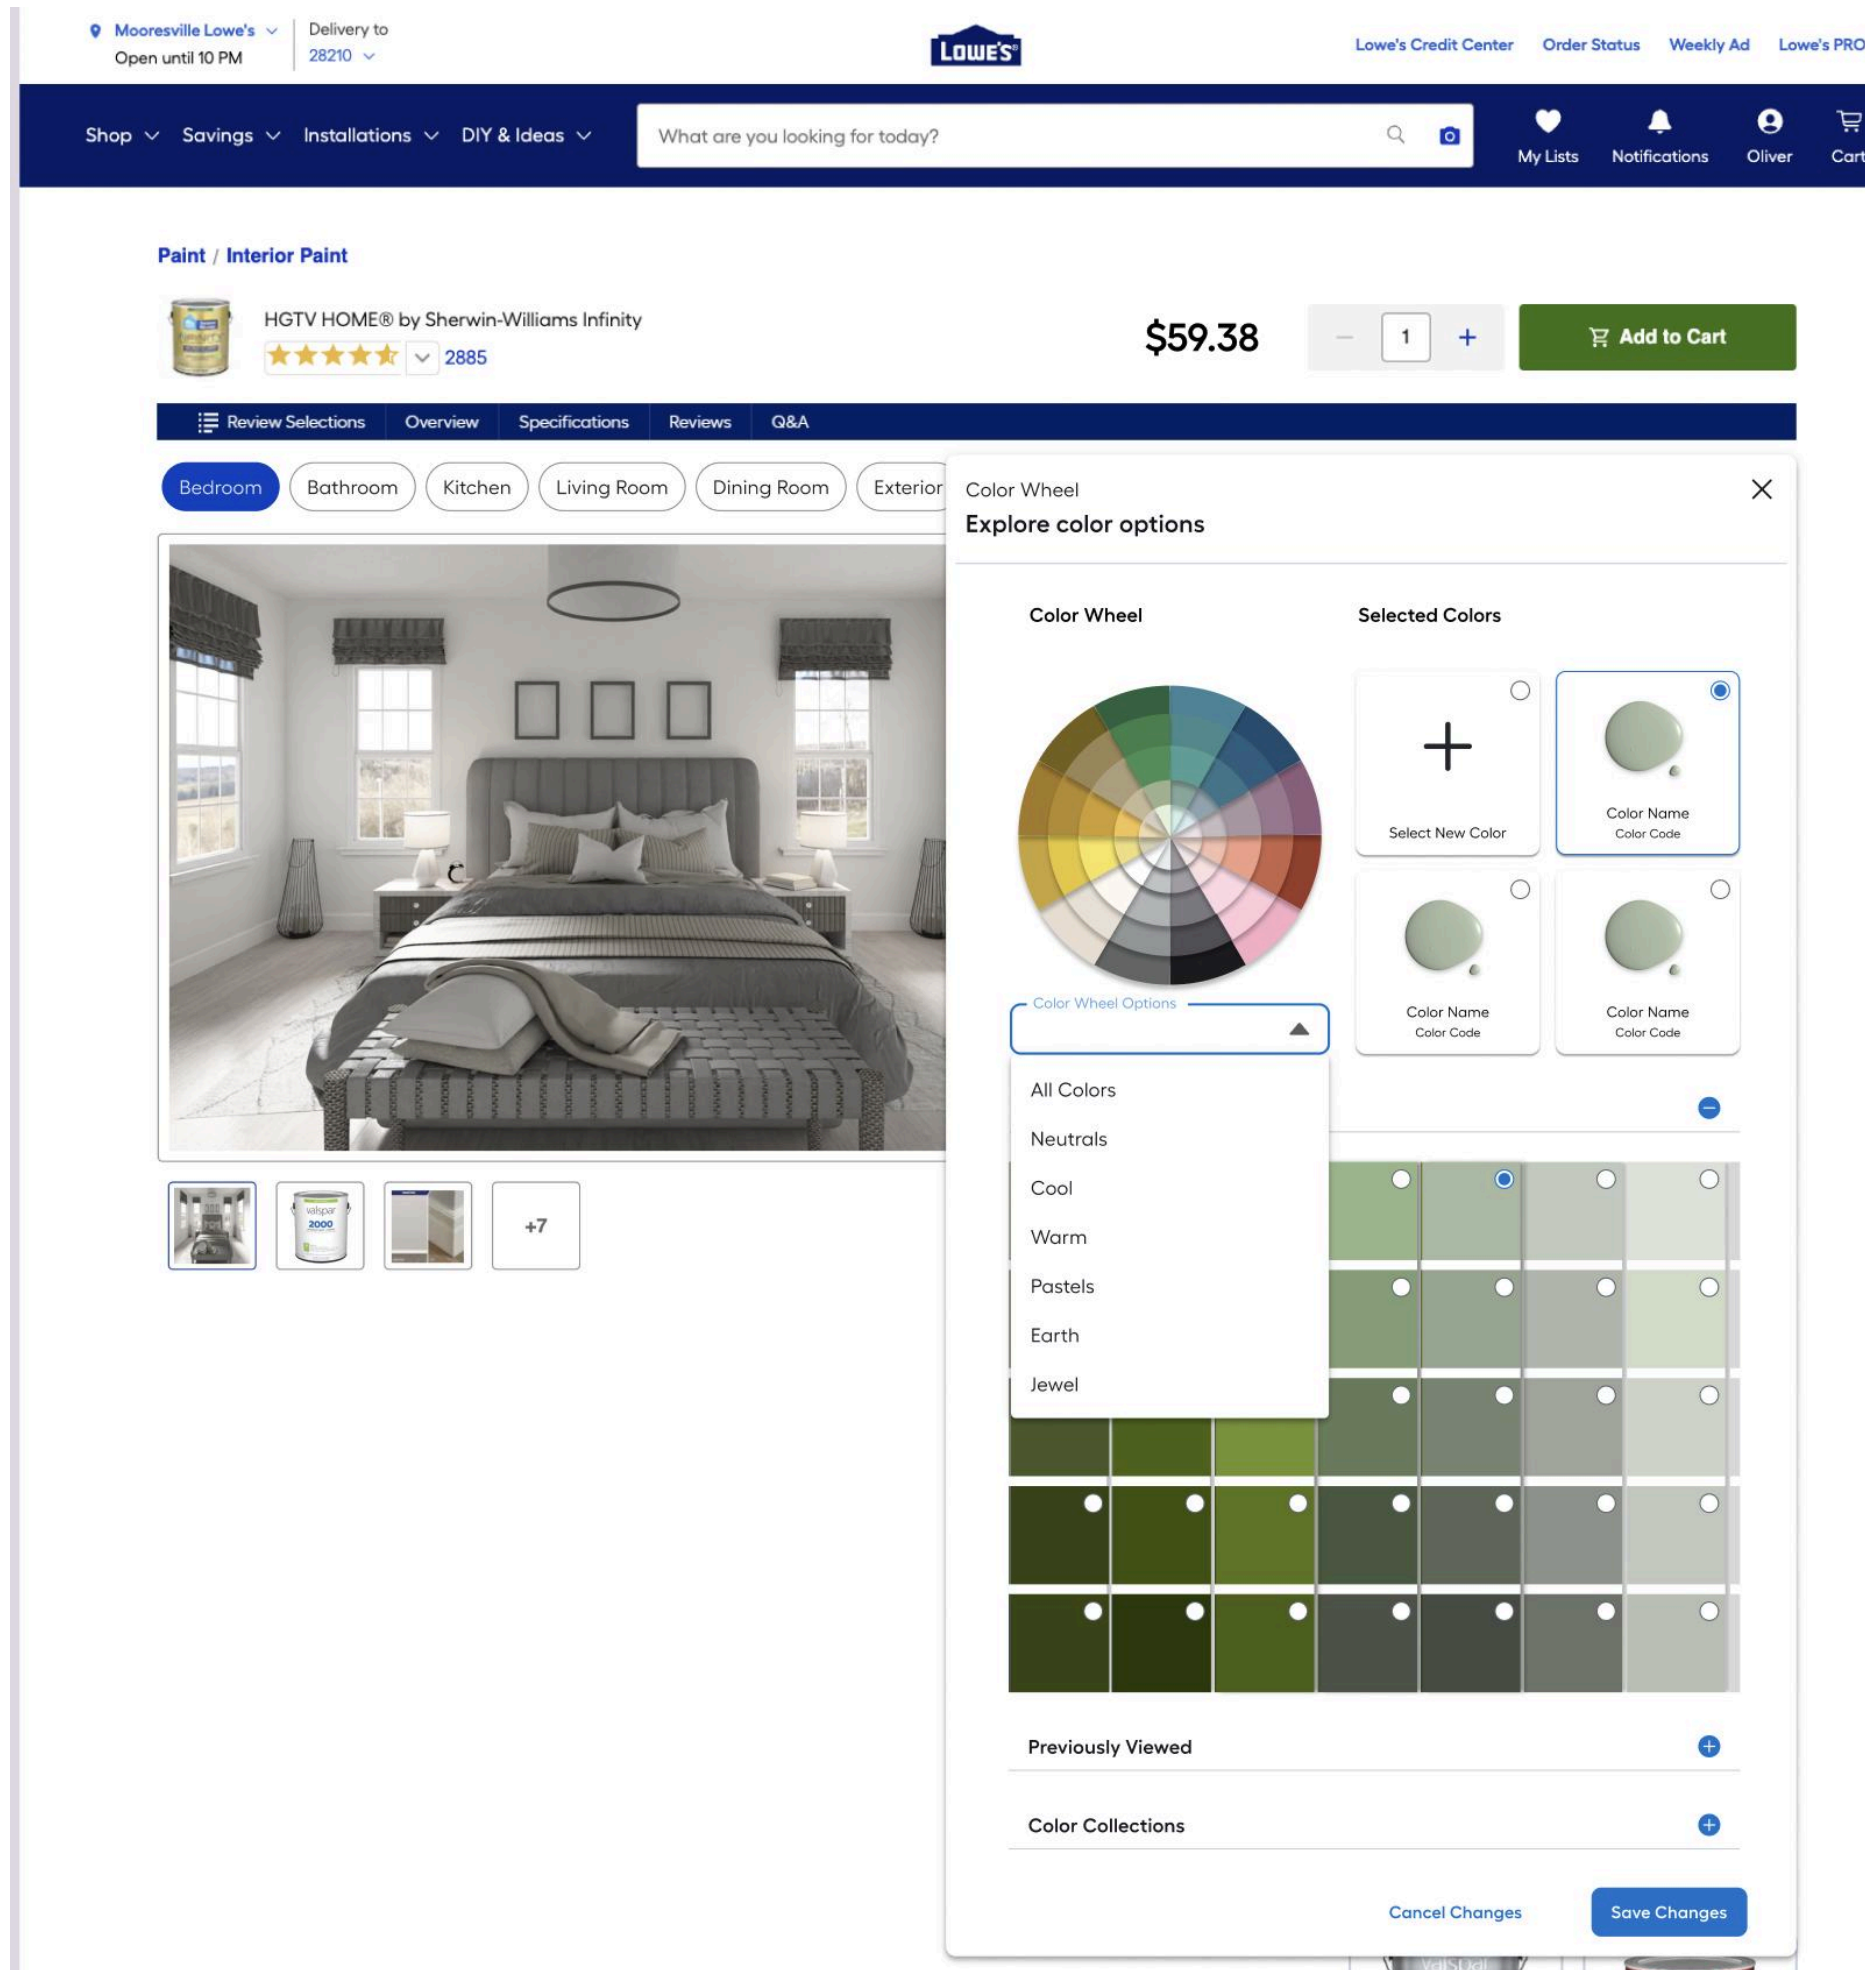 Mooresville Lowe's
Open until 10 PM
Delivery to
28210
LOWE'S®
Lowe's Credit Center
Order Status
Weekly Ad
Lowe's PRO
Shop
Savings
Installations
DIY & Ideas
What are you looking for today?
My Lists
Notifications
Oliver
Cart
Paint / Interior Paint
HGTV HOME® by Sherwin-Williams Infinity
2885
$59.38
1
Add to Cart
Review Selections
Overview
Specifications
Reviews
Q&A
Bedroom
Bathroom
Kitchen
Living Room
Dining Room
Exterior
valspar
2000
+7
Color Wheel
Explore color options
Color Wheel
Selected Colors
Select New Color
Color Name
Color Code
Color Name
Color Code
Color Name
Color Code
Color Wheel Options
All Colors
Neutrals
Cool
Warm
Pastels
Earth
Jewel
Previously Viewed
Color Collections
Cancel Changes
Save Changes
valspar